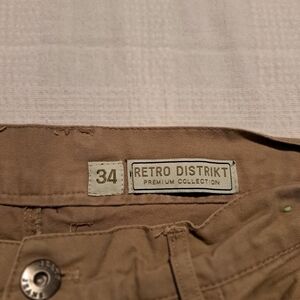 34
RETRO DISTRIKT
PREMIUM COLLECTION